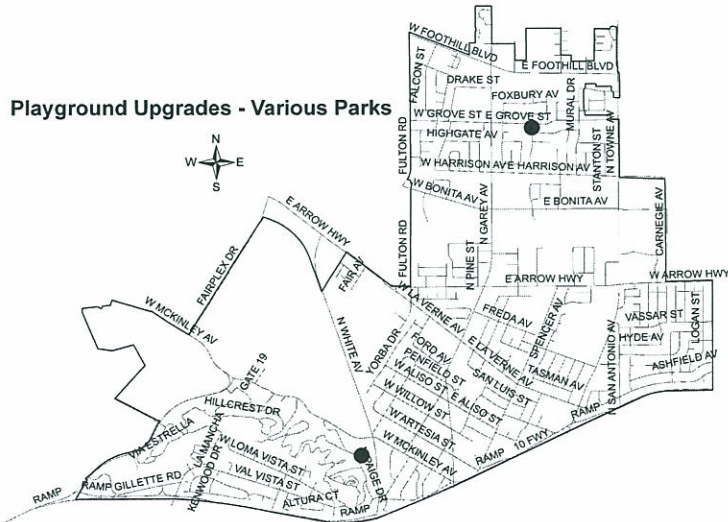 W FOOTHILL BLVD
E FOOTHILL BLVD
FALCON ST
DRAKE ST
FOXBURY AV
MURAL DR
Playground Upgrades - Various Parks
W GROVE ST E GROVE ST
HIGHGATE AV
STANTON ST
N TOWNE AV
FULTON RD
N
W E
S
W HARRISON AV E HARRISON AV
W BONITA AV
E BONITA AV
N GAREY AV
CARNEGIE AV
E ARROW HWY
FULTON RD
N PINE ST
FAIRPLEX DR
FAIR AV
E ARROW HWY
W ARROW HWY
W MCKINLEY AV
N WHITE AV
W LA VERNE AV
E LA VERNE AV
FREDA AV
SPENCER AV
VASSAR ST
LOGAN ST
HYDE AV
ASHFIELD AV
N SAN ANTONIO AV
YORBA DR
FORD AV
PENFIELD ST
W ALISO ST E ALISO ST
SAN LUIS ST
TASMAN AV
GATE 19
HILLCREST DR
W WILLOW ST
W ARTESIA ST
W MCKINLEY AV
RAMP
10 FWY
RAMP
VIA ESTRELLA
LA MANCHA
W LOMA VISTA ST
KENWOOD DR
VAL VISTA ST
PAIGE DR
RAMP
RAMP GILLETTE RD
ALTURA CT
RAMP